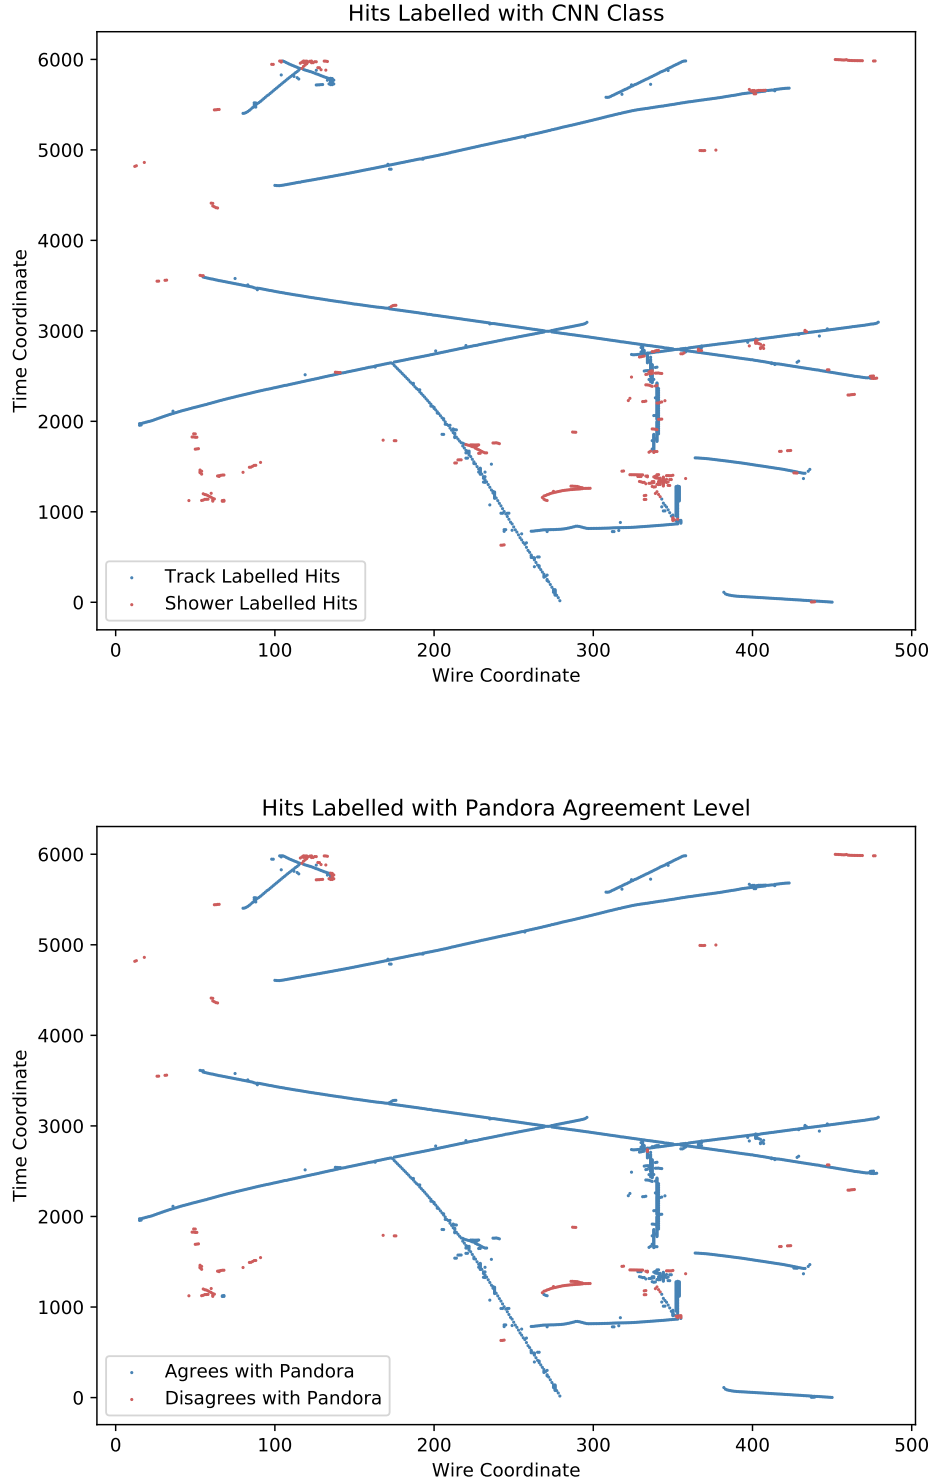 Hits Labelled with CNN Class
6000
5000
4000
3000
2000
1000
0
Time Coordinaate
Track Labelled Hits
Shower Labelled Hits
0 100 200 300 400 500
Wire Coordinate
Hits Labelled with Pandora Agreement Level
6000
5000
4000
3000
2000
1000
0
Time Coordinate
Agrees with Pandora
Disagrees with Pandora
0 100 200 300 400 500
Wire Coordinate